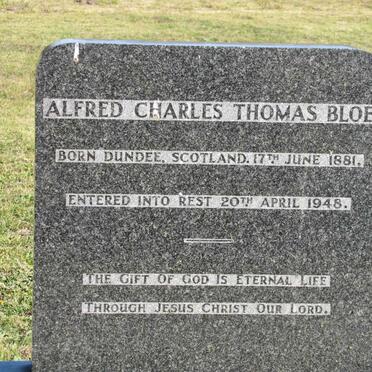 ALFRED CHARLES THOMAS BLOE
BORN DUNDEE, SCOTLAND. 17TH JUNE 1881.
ENTERED INTO REST 20TH APRIL 1948.
THE GIFT OF GOD IS ETERNAL LIFE
THROUGH JESUS CHRIST OUR LORD.